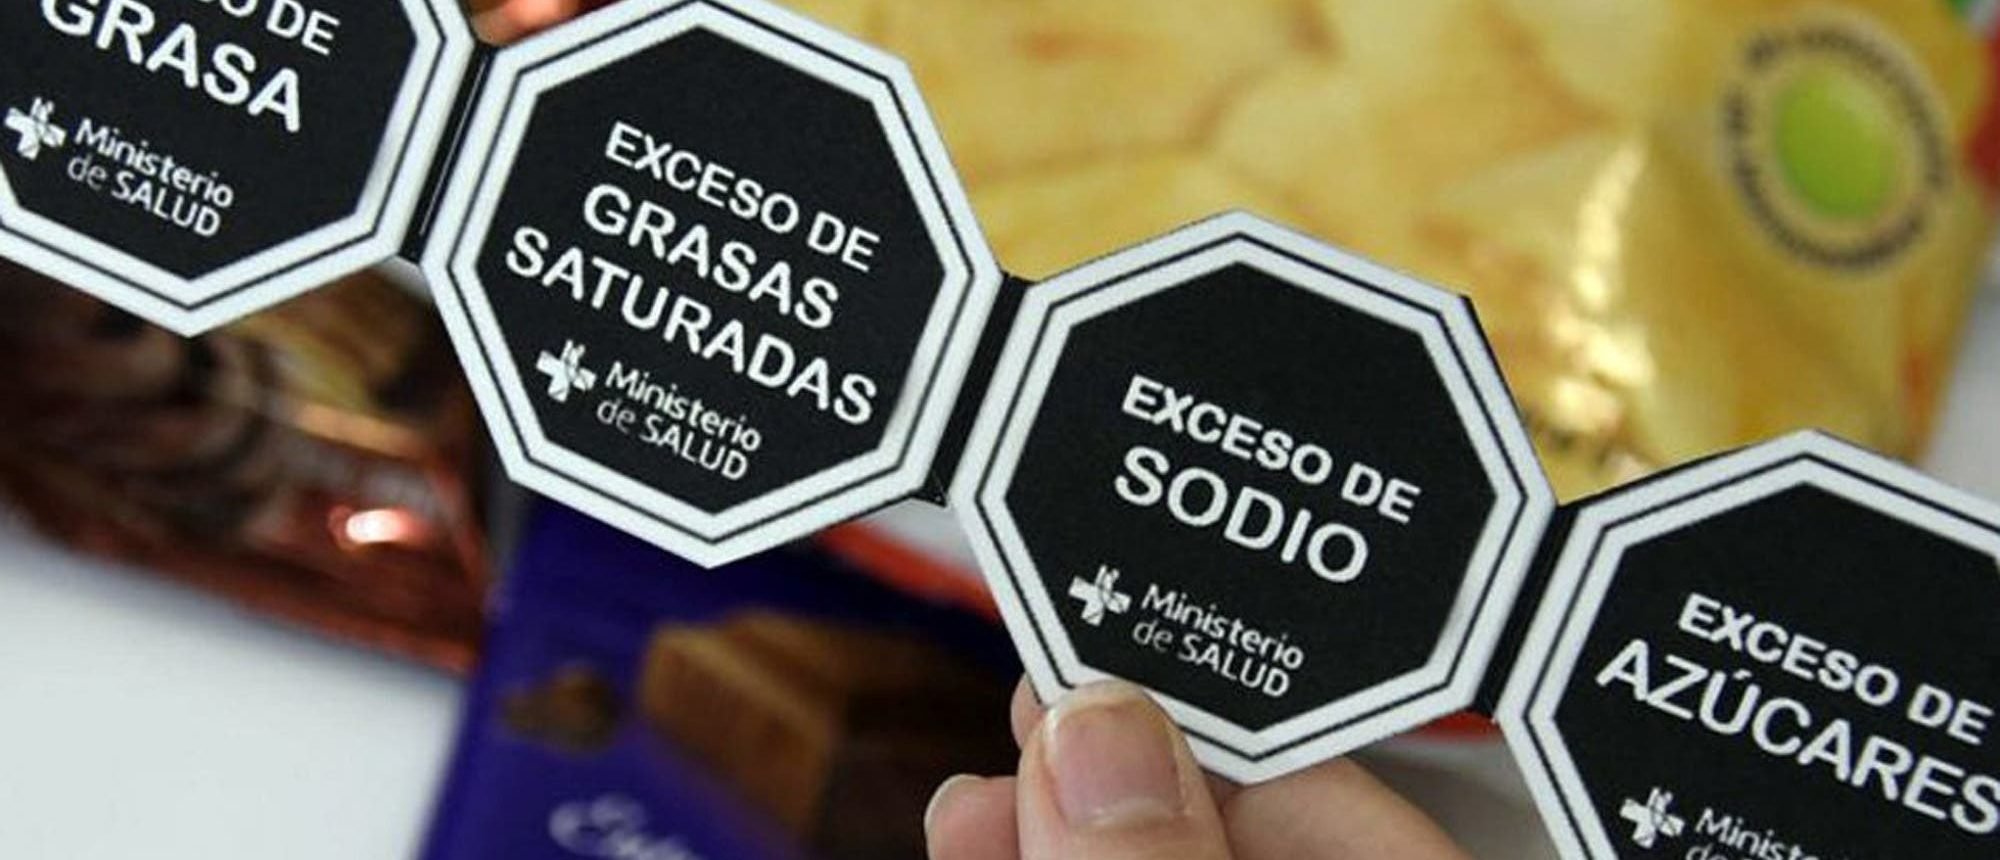 DE
GRASA
Ministerio
de SALUD
EXCESO DE
GRASAS
SATURADAS
Ministerio
de SALUD
EXCESO DE
SODIO
Ministerio
de SALUD
EXCESO DE
AZÚCARES